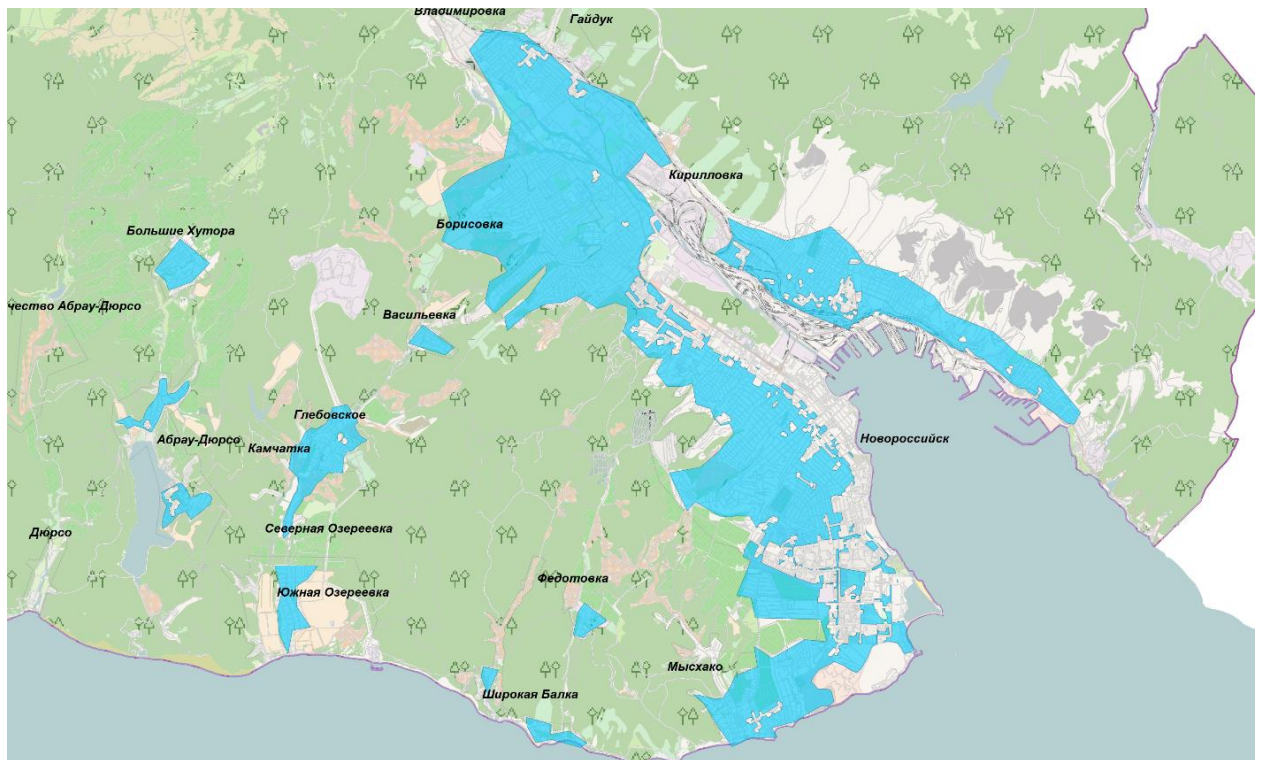 Владимировка
Гайдук
Кирилловка
Борисовка
Большие Хутора
чество Абрау-Дюрсо
Васильевка
Глебовское
Абрау-Дюрсо
Камчатка
Новороссийск
Северная Озереевка
Дюрсо
Федотовка
Южная Озереевка
Мысхако
Широкая Балка